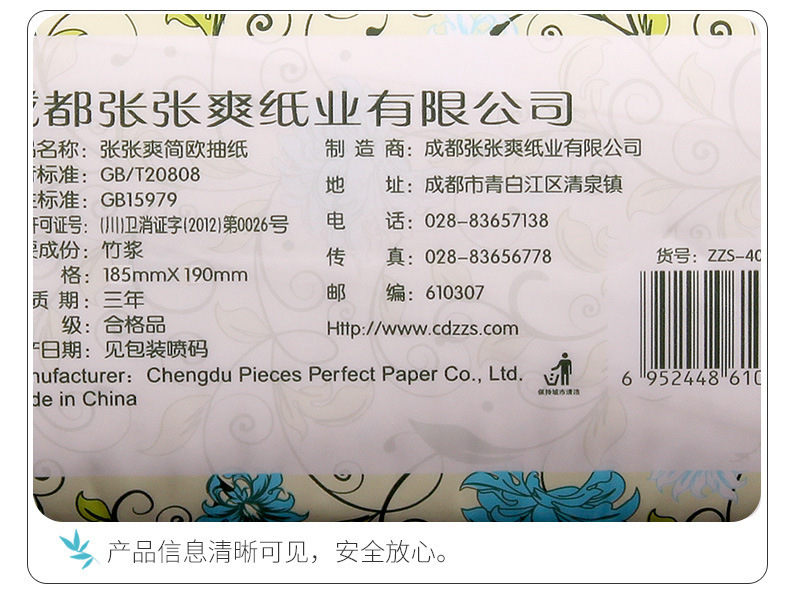 都张张爽纸业有限公司
名称：张张爽简欧抽纸
标准：GB/T20808
标准：GB15979
许可证号：(川)卫消证字(2012)第0026号
要成份：竹浆
格：185mmX190mm
质 期：三年
级：合格品
产日期：见包装喷码
制 造 商：成都张张爽纸业有限公司
地 址：成都市青白江区清泉镇
电 话：028-83657138
传 真：028-83656778
邮 编：610307
Http://www.cdzzs.com
nufacturer：Chengdu Pieces Perfect Paper Co., Ltd.
de in China
保持城市清洁
货号：ZZS-40
6 952448 610
产品信息清晰可见，安全放心。